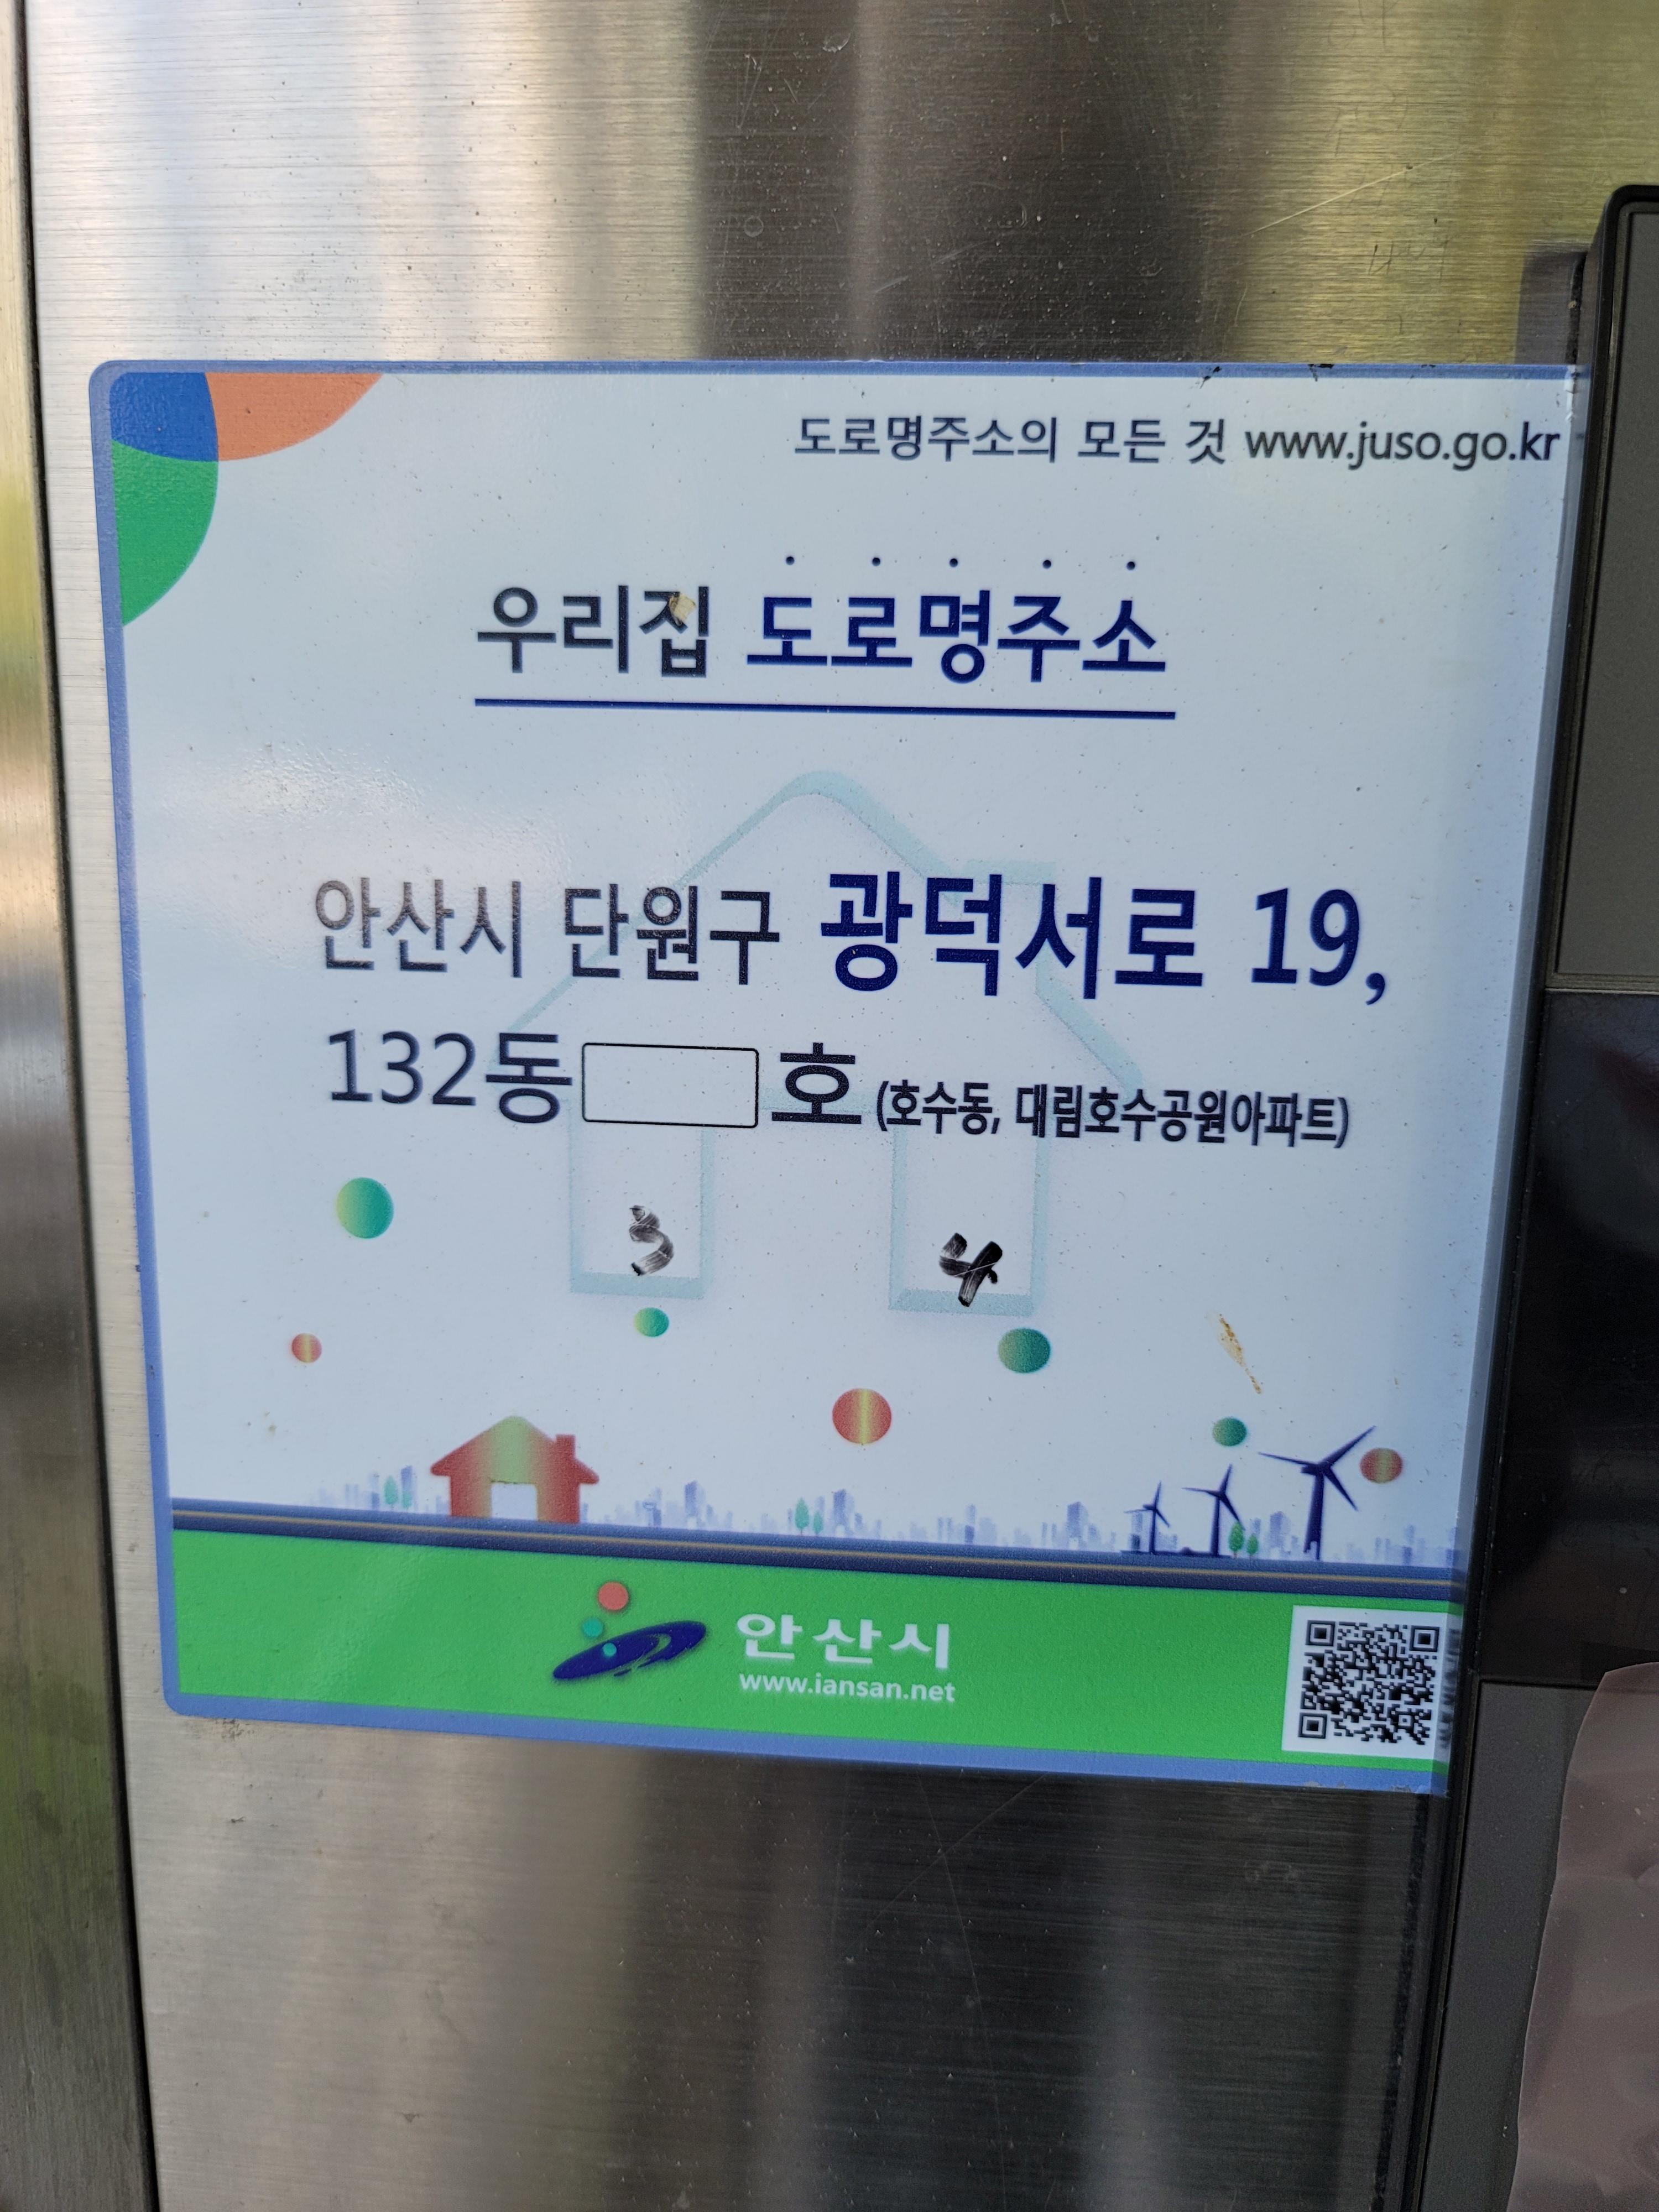 도로명주소의 모든 것 www.juso.go.kr
우리집 도로명주소
안산시 단원구 광덕서로 19,
132동 호 (호수동, 대림호수공원아파트)
3 4
안산시
www.iansan.net